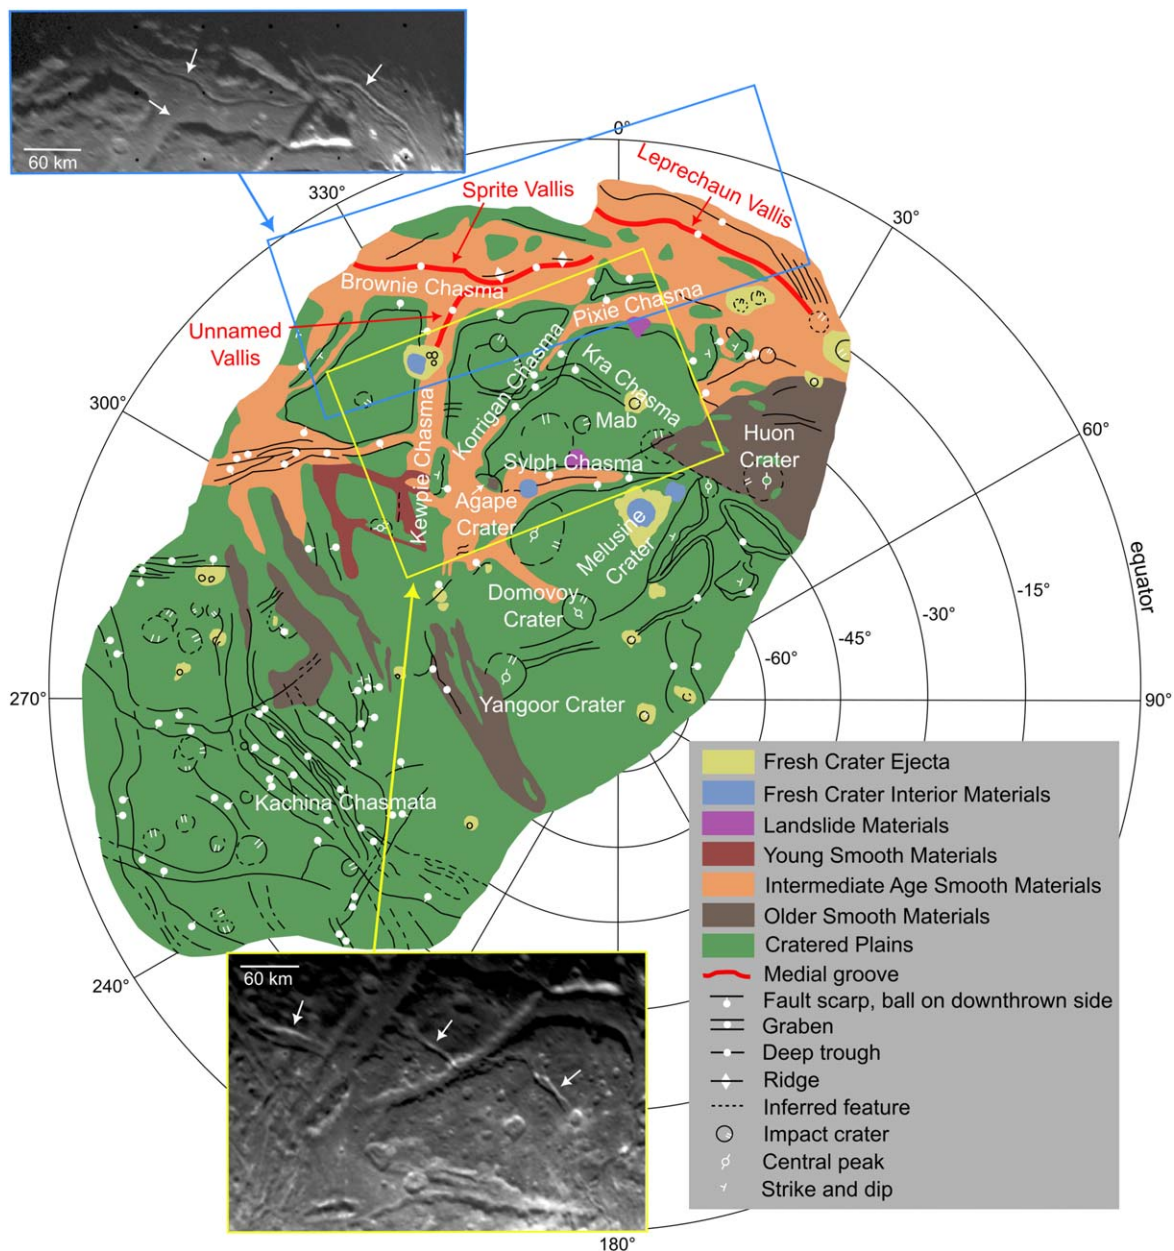 60 km
0°
330°
Sprite Vallis
Leprechaun Vallis
30°
Brownie Chasma
Unnamed
Vallis
Pixie Chasma
Korrigan Chasma
Kra Chasma
300°
Kewpie Chasma
Mab
60°
Huon
Crater
Sylph Chasma
Agape
Crater
Melusine
Crater
equator
-15°
-30°
-45°
-60°
Domovoy
Crater
270°
Yangoor Crater
90°
Kachina Chasmata
240°
60 km
180°
Fresh Crater Ejecta
Fresh Crater Interior Materials
Landslide Materials
Young Smooth Materials
Intermediate Age Smooth Materials
Older Smooth Materials
Cratered Plains
Medial groove
Fault scarp, ball on downthrown side
Graben
Deep trough
Ridge
Inferred feature
Impact crater
Central peak
Strike and dip